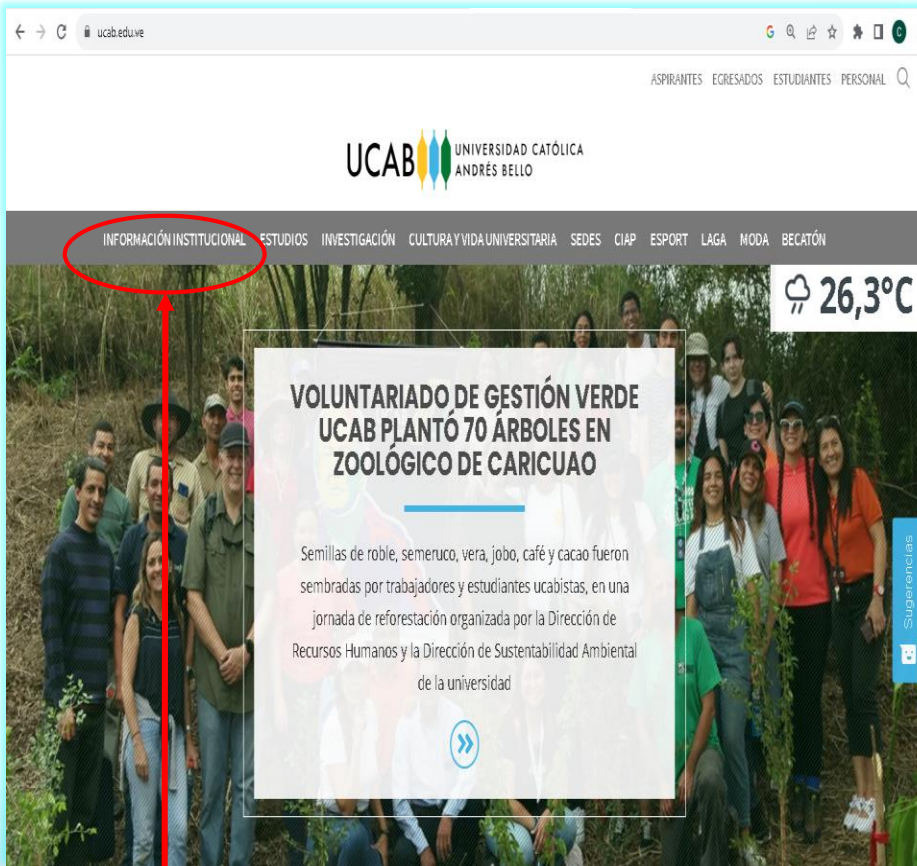 ucab.edu.ve
ASPIRANTES EGRESADOS ESTUDIANTES PERSONAL
UCAB UNIVERSIDAD CATÓLICA
ANDRÉS BELLO
INFORMACIÓN INSTITUCIONAL ESTUDIOS INVESTIGACIÓN CULTURA Y VIDA UNIVERSITARIA SEDES CIAP ESPORT LAGA MODA BECATÓN
26,3°C
VOLUNTARIADO DE GESTIÓN VERDE
UCAB PLANTÓ 70 ÁRBOLES EN
ZOOLÓGICO DE CARICUAO
Semillas de roble, semeruco, vera, jobo, café y cacao fueron
sembradas por trabajadores y estudiantes ucabistas, en una
jornada de reforestación organizada por la Dirección de
Recursos Humanos y la Dirección de Sustentabilidad Ambiental
de la universidad
Sugerencias